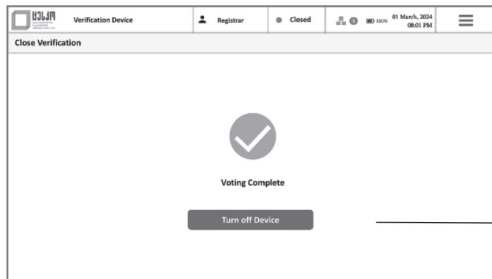 Verification Device
Registrar
Closed
100%
01 March, 2024
08:01 PM
Close Verification
Voting Complete
Turn off Device